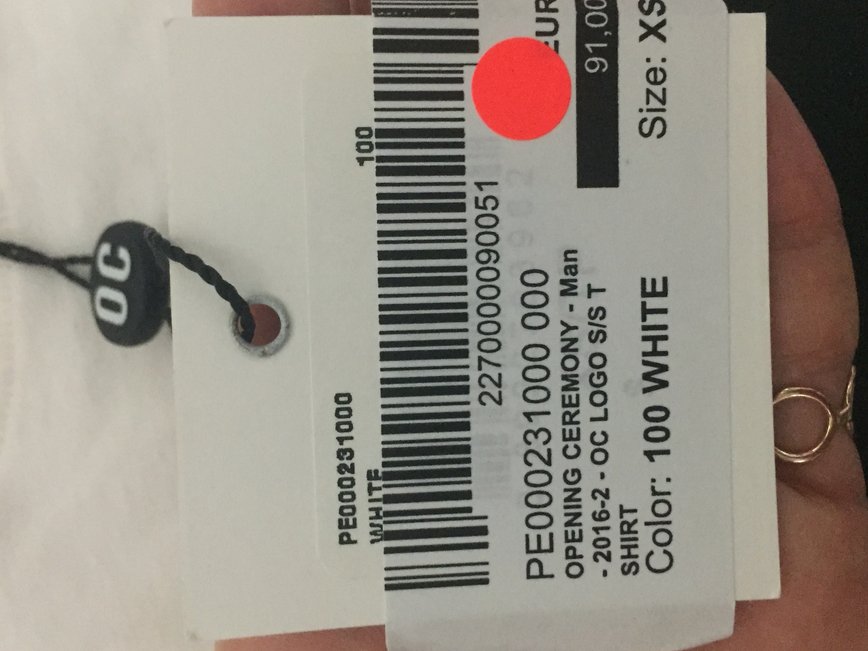 OC
PE000231000
WHITE
100
2270000090051
PE000231000 000
OPENING CEREMONY - Man
- 2016-2 - OC LOGO S/S T
SHIRT
Color: 100 WHITE
EUR
91,00
Size: XS